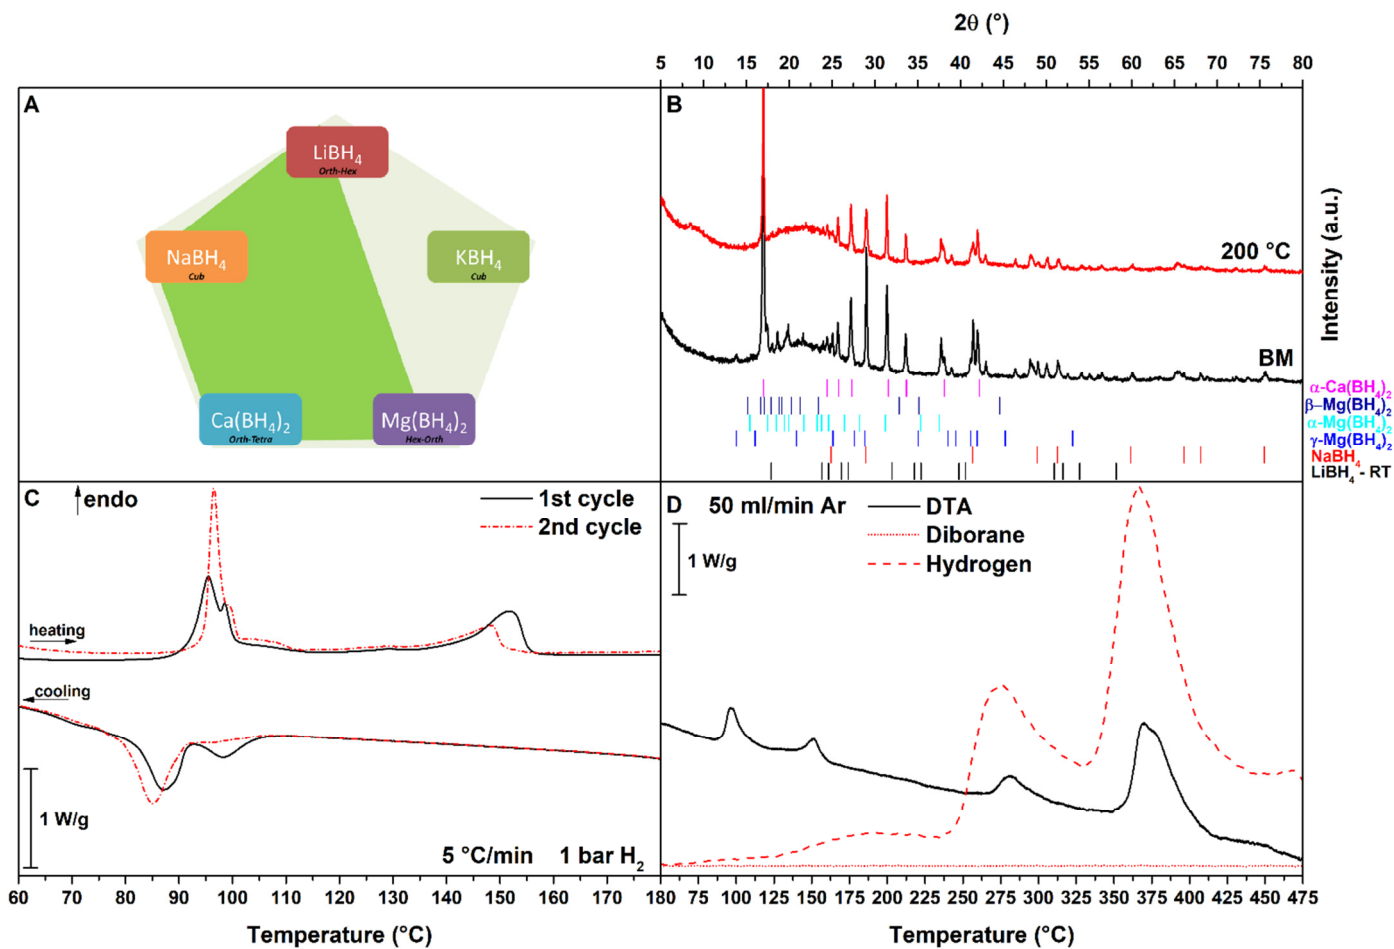 2θ (°)
5 10 15 20 25 30 35 40 45 50 55 60 65 70 75 80
A
LiBH4
Orth-Hex
NaBH4
Cub
KBH4
Cub
Ca(BH4)2
Orth-Tetra
Mg(BH4)2
Hex-Orth
B
200 °C
BM
Intensity (a.u.)
α-Ca(BH4)2
β–Mg(BH4)2
α-Mg(BH4)2
γ-Mg(BH4)2
NaBH4
LiBH4 - RT
C
endo
1st cycle
2nd cycle
heating
cooling
1 W/g
5 °C/min 1 bar H2
60 70 80 90 100 110 120 130 140 150 160 170 180
Temperature (°C)
D
50 ml/min Ar
1 W/g
DTA
Diborane
Hydrogen
75 100 125 150 175 200 225 250 275 300 325 350 375 400 425 450 475
Temperature (°C)